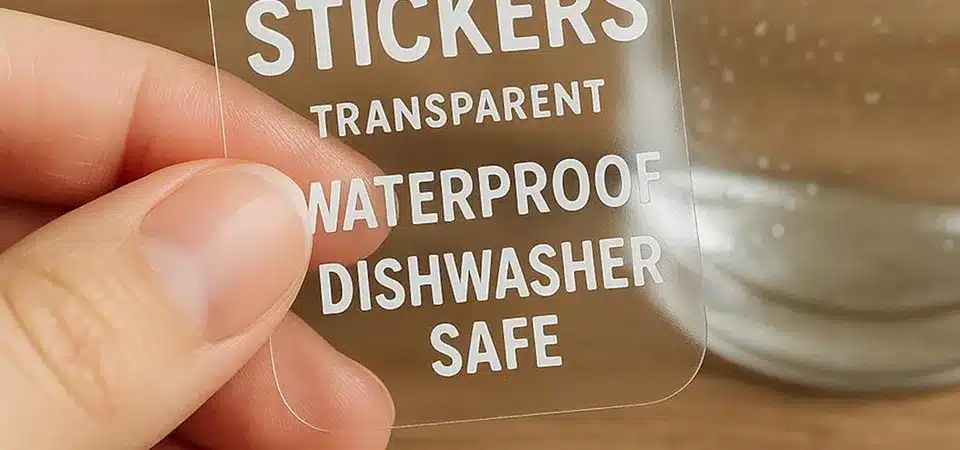 STICKERS
TRANSPARENT
WATERPROOF
DISHWASHER
SAFE